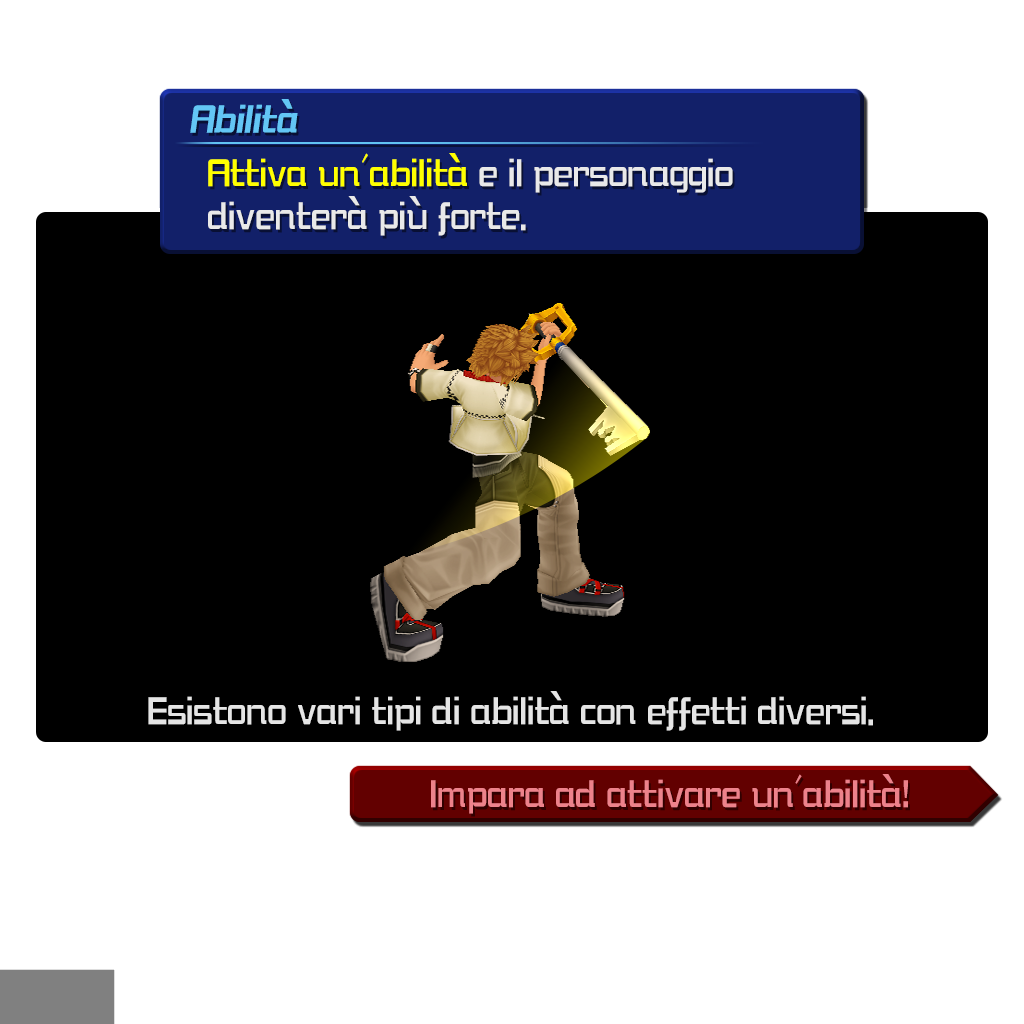 Abilità
Attiva un'abilità e il personaggio
diventerà più forte.
Esistono vari tipi di abilità con effetti diversi.
Impara ad attivare un'abilità!